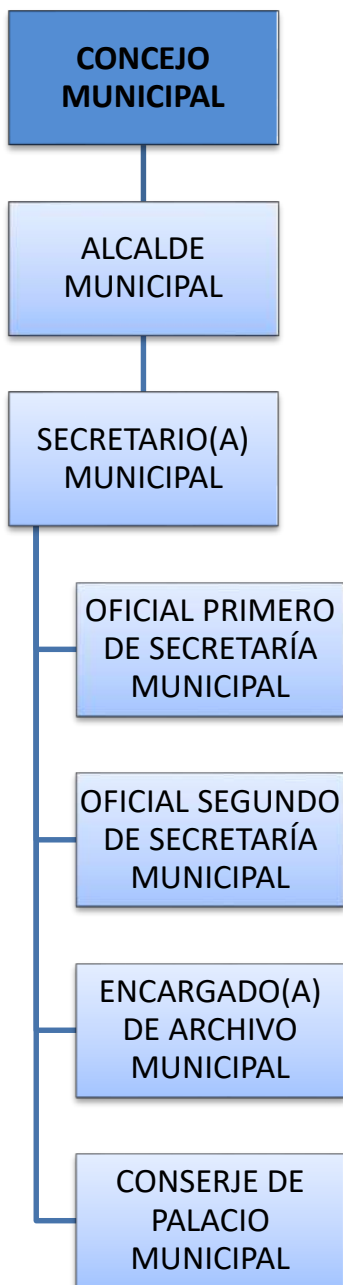 CONCEJO
MUNICIPAL
ALCALDE
MUNICIPAL
SECRETARIO(A)
MUNICIPAL
OFICIAL PRIMERO
DE SECRETARÍA
MUNICIPAL
OFICIAL SEGUNDO
DE SECRETARÍA
MUNICIPAL
ENCARGADO(A)
DE ARCHIVO
MUNICIPAL
CONSERJE DE
PALACIO
MUNICIPAL